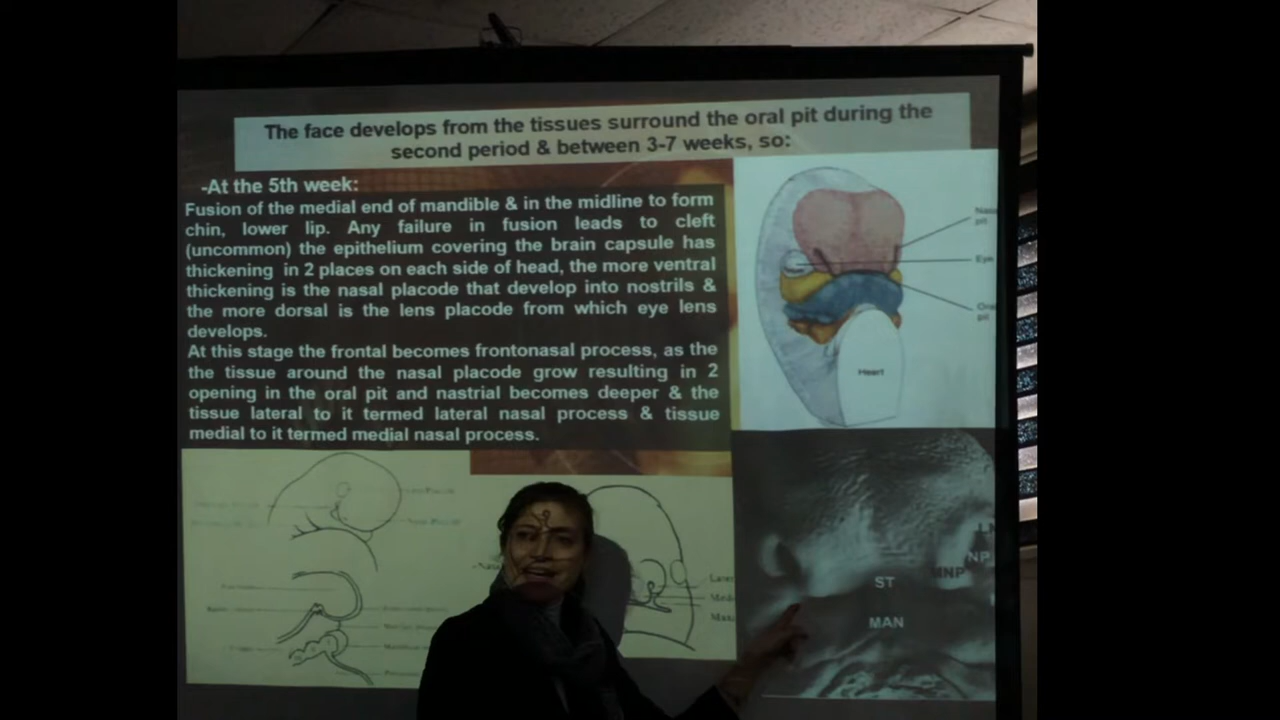 The face develops from the tissues surround the oral pit during the
second period & between 3-7 weeks, so:
-At the 5th week:
Fusion of the medial end of mandible & in the midline to form
chin, lower lip. Any failure in fusion leads to cleft
(uncommon) the epithelium covering the brain capsule has
thickening in 2 places on each side of head, the more ventral
thickening is the nasal placode that develop into nostrils &
the more dorsal is the lens placode from which eye lens
develops.
At this stage the frontal becomes frontonasal process, as the
the tissue around the nasal placode grow resulting in 2
opening in the oral pit and nastrial becomes deeper & the
tissue lateral to it termed lateral nasal process & tissue
medial to it termed medial nasal process.
pit
Eye
pit
Heart
NP
MNP
ST
MAN